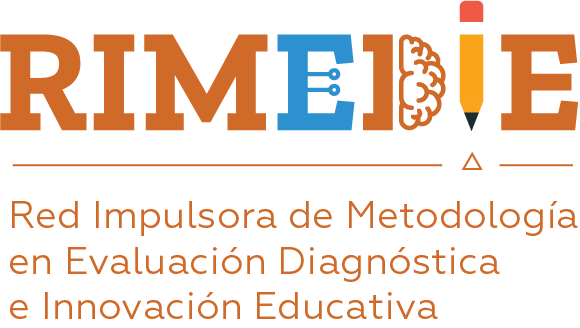 RIMEDIE
Red Impulsora de Metodología
en Evaluación Diagnóstica
e Innovación Educativa